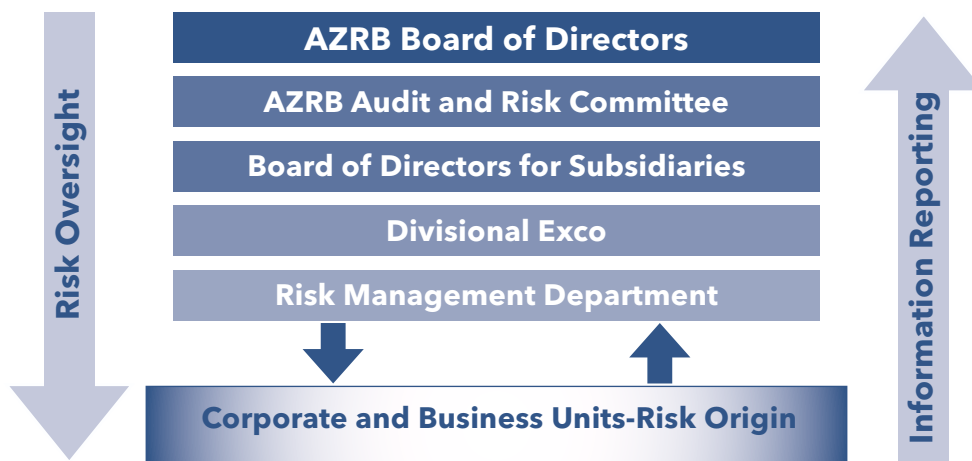 AZRB Board of Directors
AZRB Audit and Risk Committee
Board of Directors for Subsidiaries
Divisional Exco
Risk Management Department
Corporate and Business Units-Risk Origin
Risk Oversight
Information Reporting